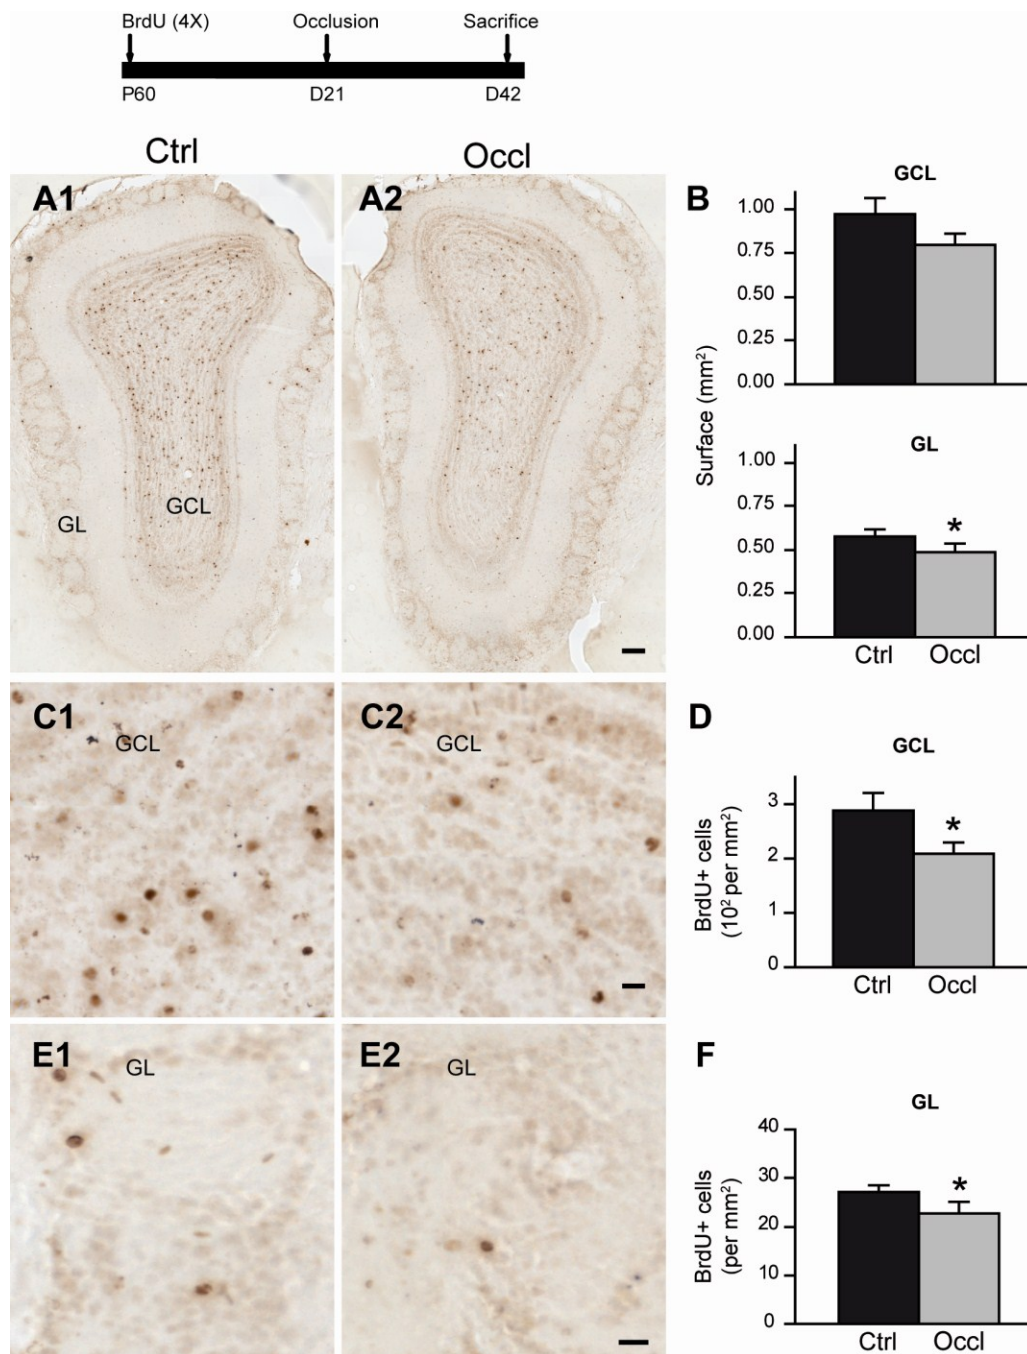 BrdU (4X) Occlusion Sacrifice
P60 D21 D42
Ctrl Occl
A1 A2 B
GL GCL
GCL
1.00
0.75
0.50
0.25
0.00
Surface (mm²)
GL
1.00
0.75
0.50
0.25
0.00
*
Ctrl Occl
C1 C2 D
GCL GCL
GCL
BrdU+ cells
(10² per mm²)
3
2
1
0
*
Ctrl Occl
E1 E2 F
GL GL
GL
BrdU+ cells
(per mm²)
40
30
20
10
0
*
Ctrl Occl